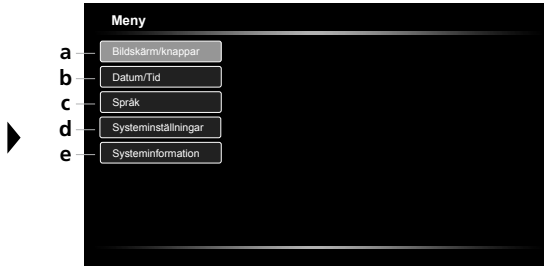 Meny
a Bildskärm/knappar
b Datum/Tid
c Språk
d Systeminställningar
e Systeminformation